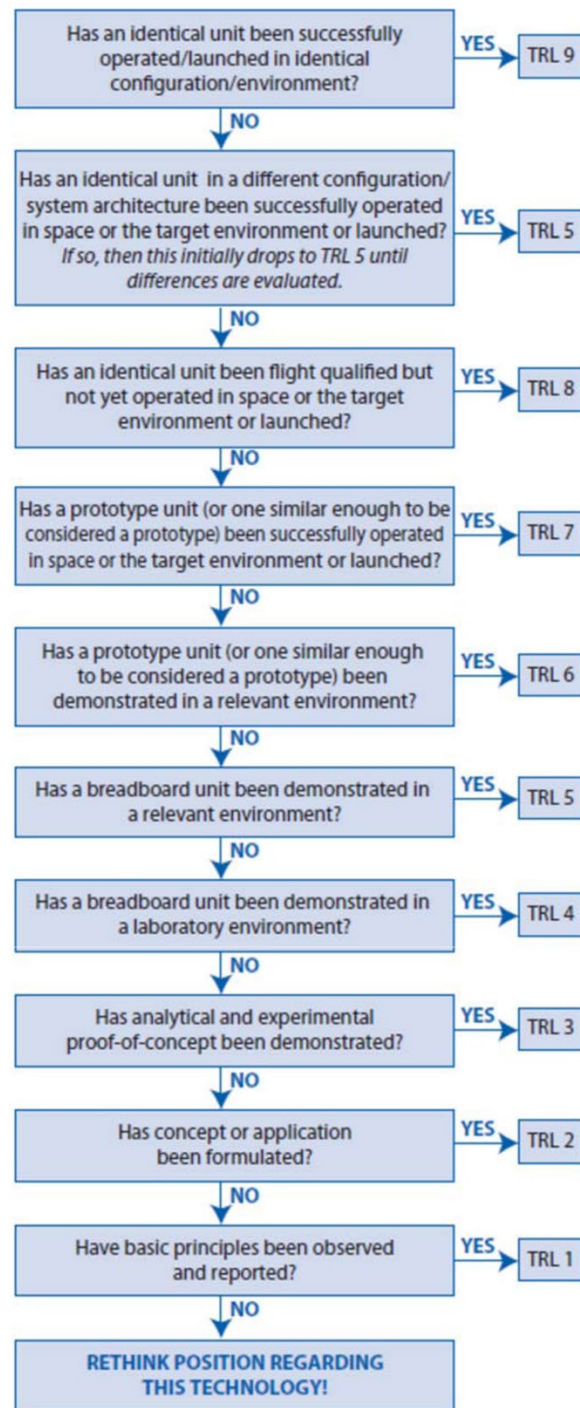 Has an identical unit been successfully
operated/launched in identical
configuration/environment?
YES
TRL 9
NO
Has an identical unit in a different configuration/
system architecture been successfully operated
in space or the target environment or launched?
If so, then this initially drops to TRL 5 until
differences are evaluated.
YES
TRL 5
NO
Has an identical unit been flight qualified but
not yet operated in space or the target
environment or launched?
YES
TRL 8
NO
Has a prototype unit (or one similar enough to be
considered a prototype) been successfully operated
in space or the target environment or launched?
YES
TRL 7
NO
Has a prototype unit (or one similar enough
to be considered a prototype) been
demonstrated in a relevant environment?
YES
TRL 6
NO
Has a breadboard unit been demonstrated in
a relevant environment?
YES
TRL 5
NO
Has a breadboard unit been demonstrated in
a laboratory environment?
YES
TRL 4
NO
Has analytical and experimental
proof-of-concept been demonstrated?
YES
TRL 3
NO
Has concept or application
been formulated?
YES
TRL 2
NO
Have basic principles been observed
and reported?
YES
TRL 1
NO
RETHINK POSITION REGARDING
THIS TECHNOLOGY!